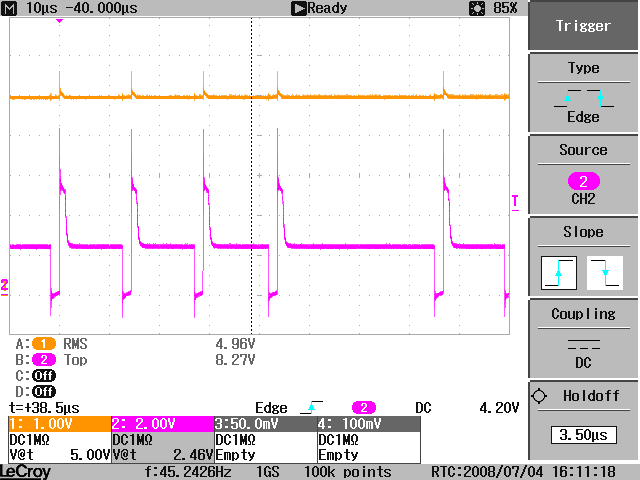 M 10µs -40.000µs Ready 85%
Trigger
Type
Edge
Source
2
CH2
T
Slope
2
Coupling
DC
A: 1 RMS 4.96V
B: 2 Top 8.27V
C: Off
D: Off
Holdoff
3.50µs
t=+38.5µs Edge 2 DC 4.20V
1: 1.00V 2: 2.00V 3:50.0mV 4: 100mV
DC1MΩ DC1MΩ DC1MΩ DC1MΩ
V@t 5.00V V@t 2.46V Empty Empty
LeCroy f:45.2426Hz 1GS 100k points RTC:2008/07/04 16:11:18